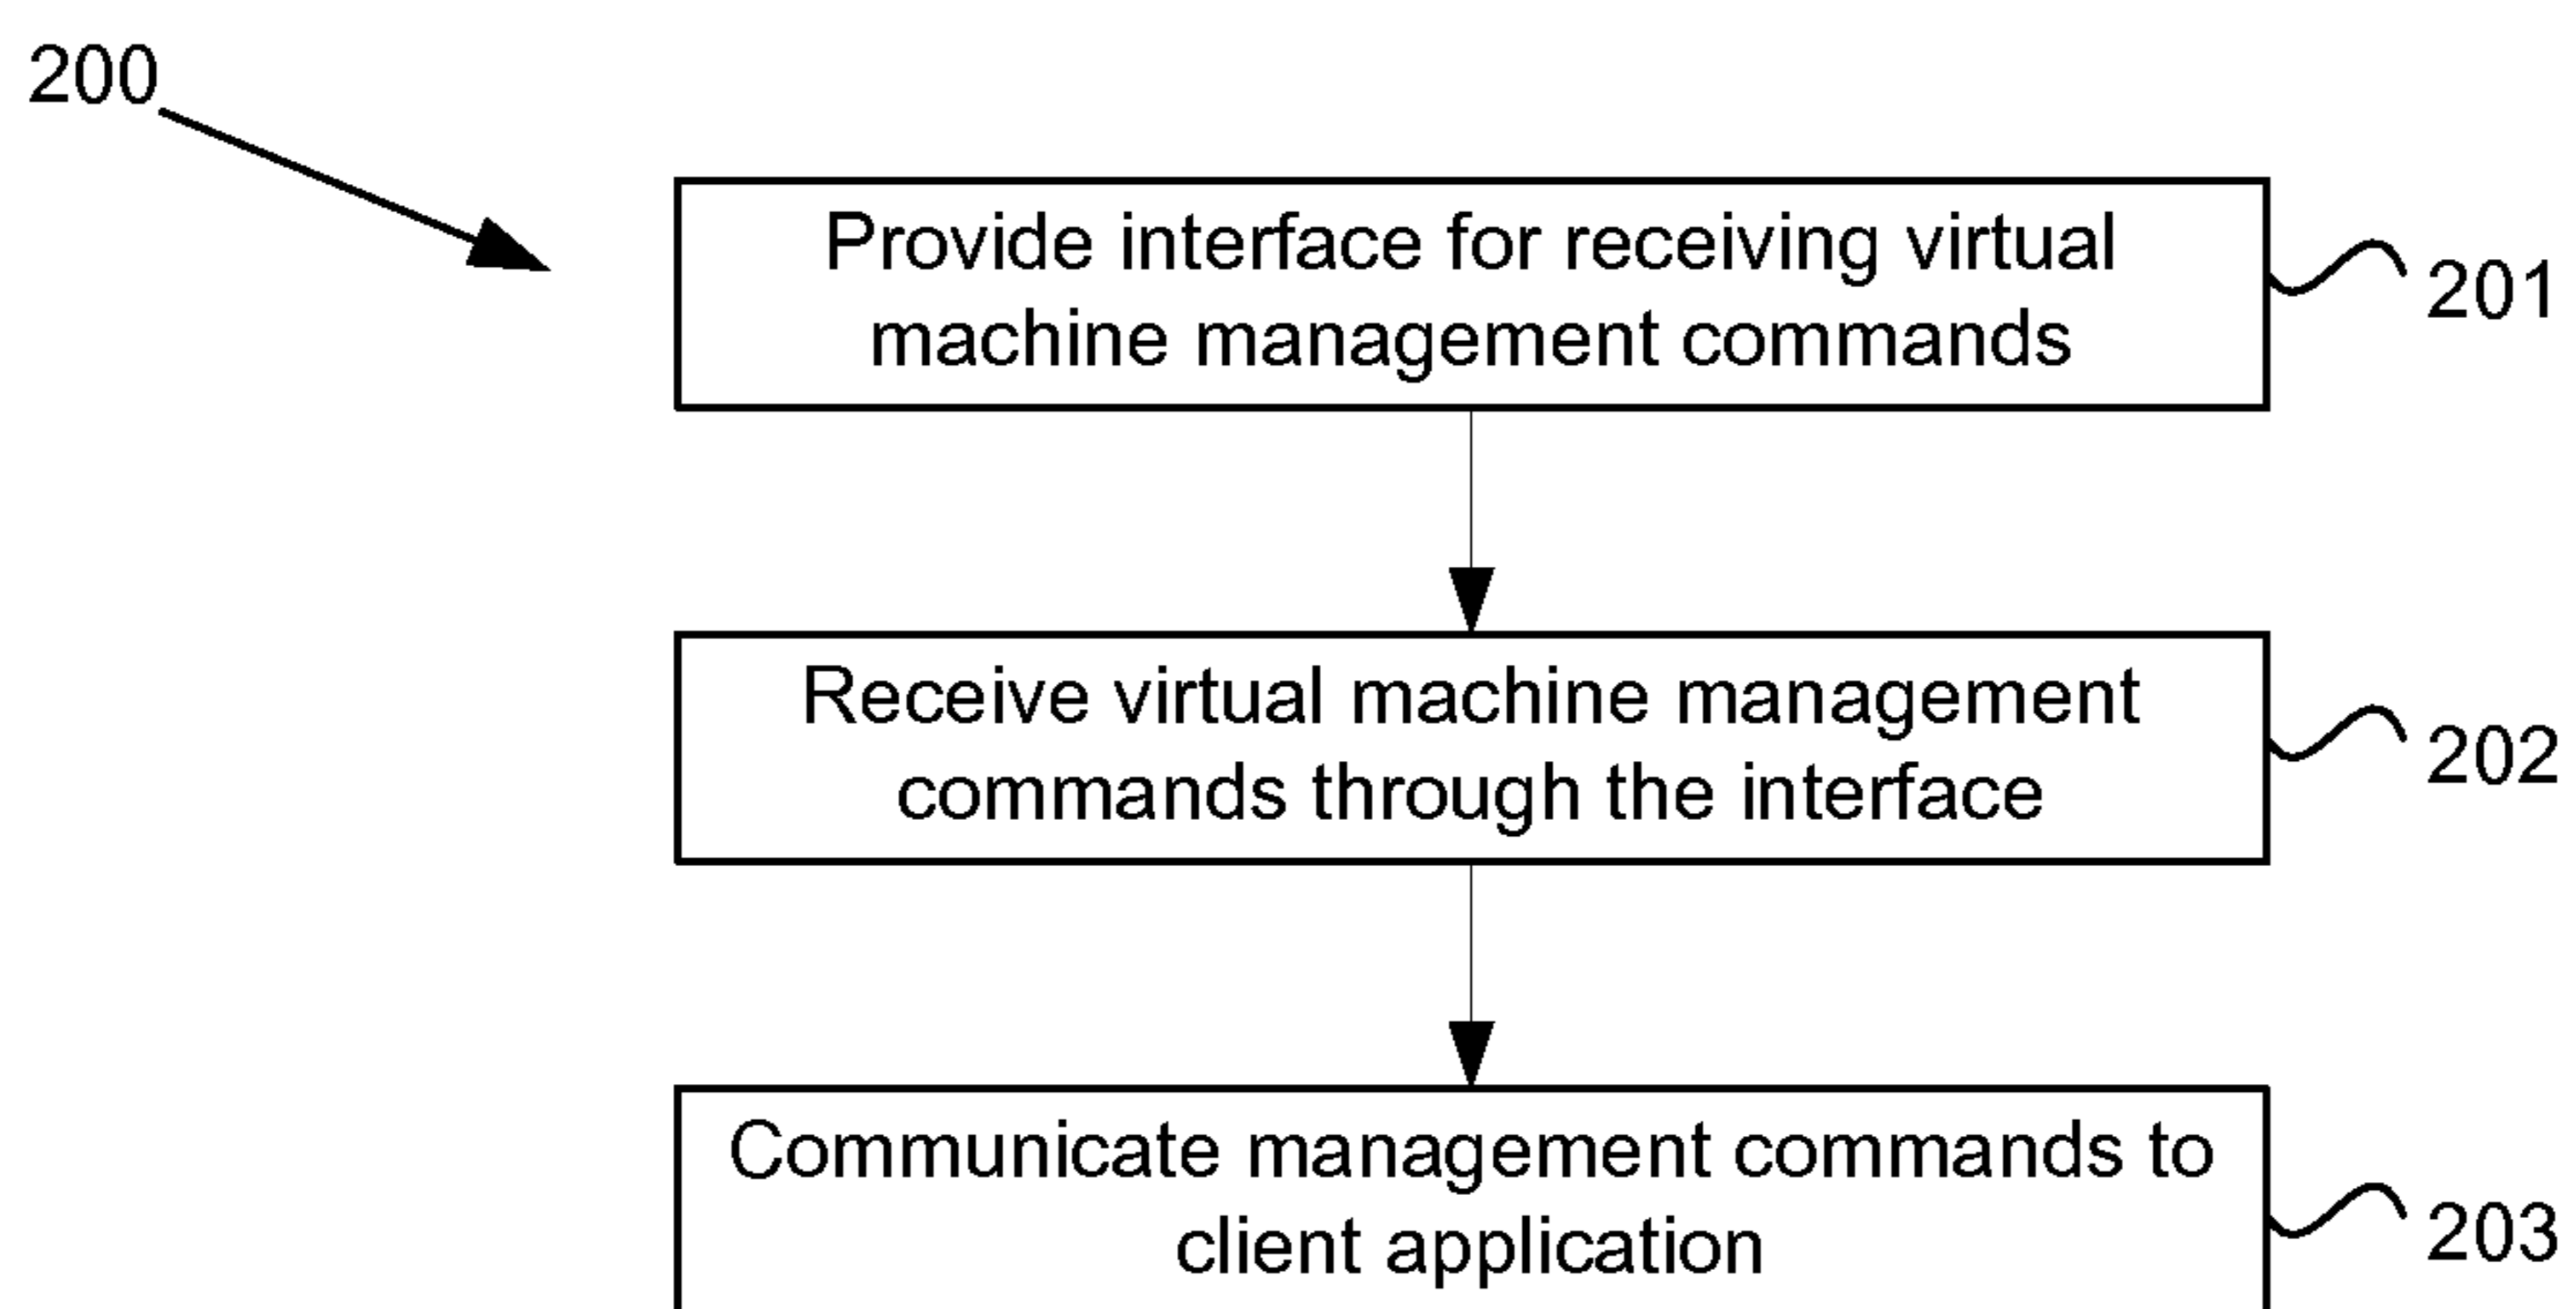 200
Provide interface for receiving virtual
machine management commands
201
Receive virtual machine management
commands through the interface
202
Communicate management commands to
client application
203